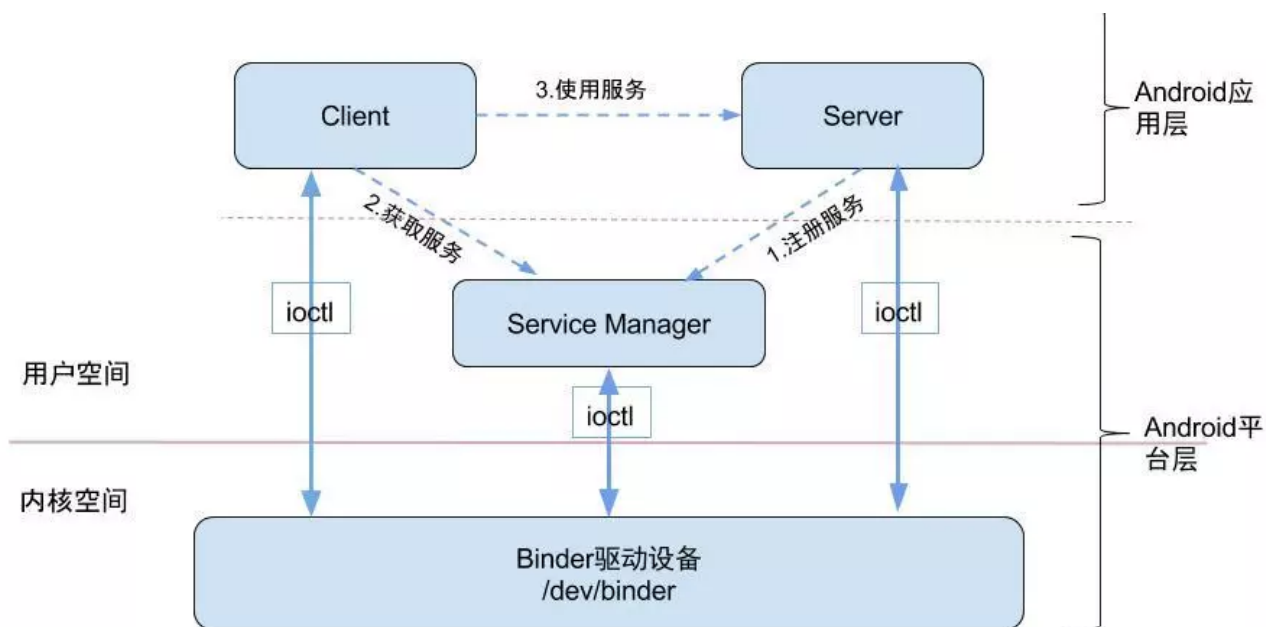 3.使用服务
Client
Server
Android应
用层
2.获取服务
1.注册服务
ioctl
ioctl
Service Manager
用户空间
ioctl
Android平
台层
内核空间
Binder驱动设备
/dev/binder